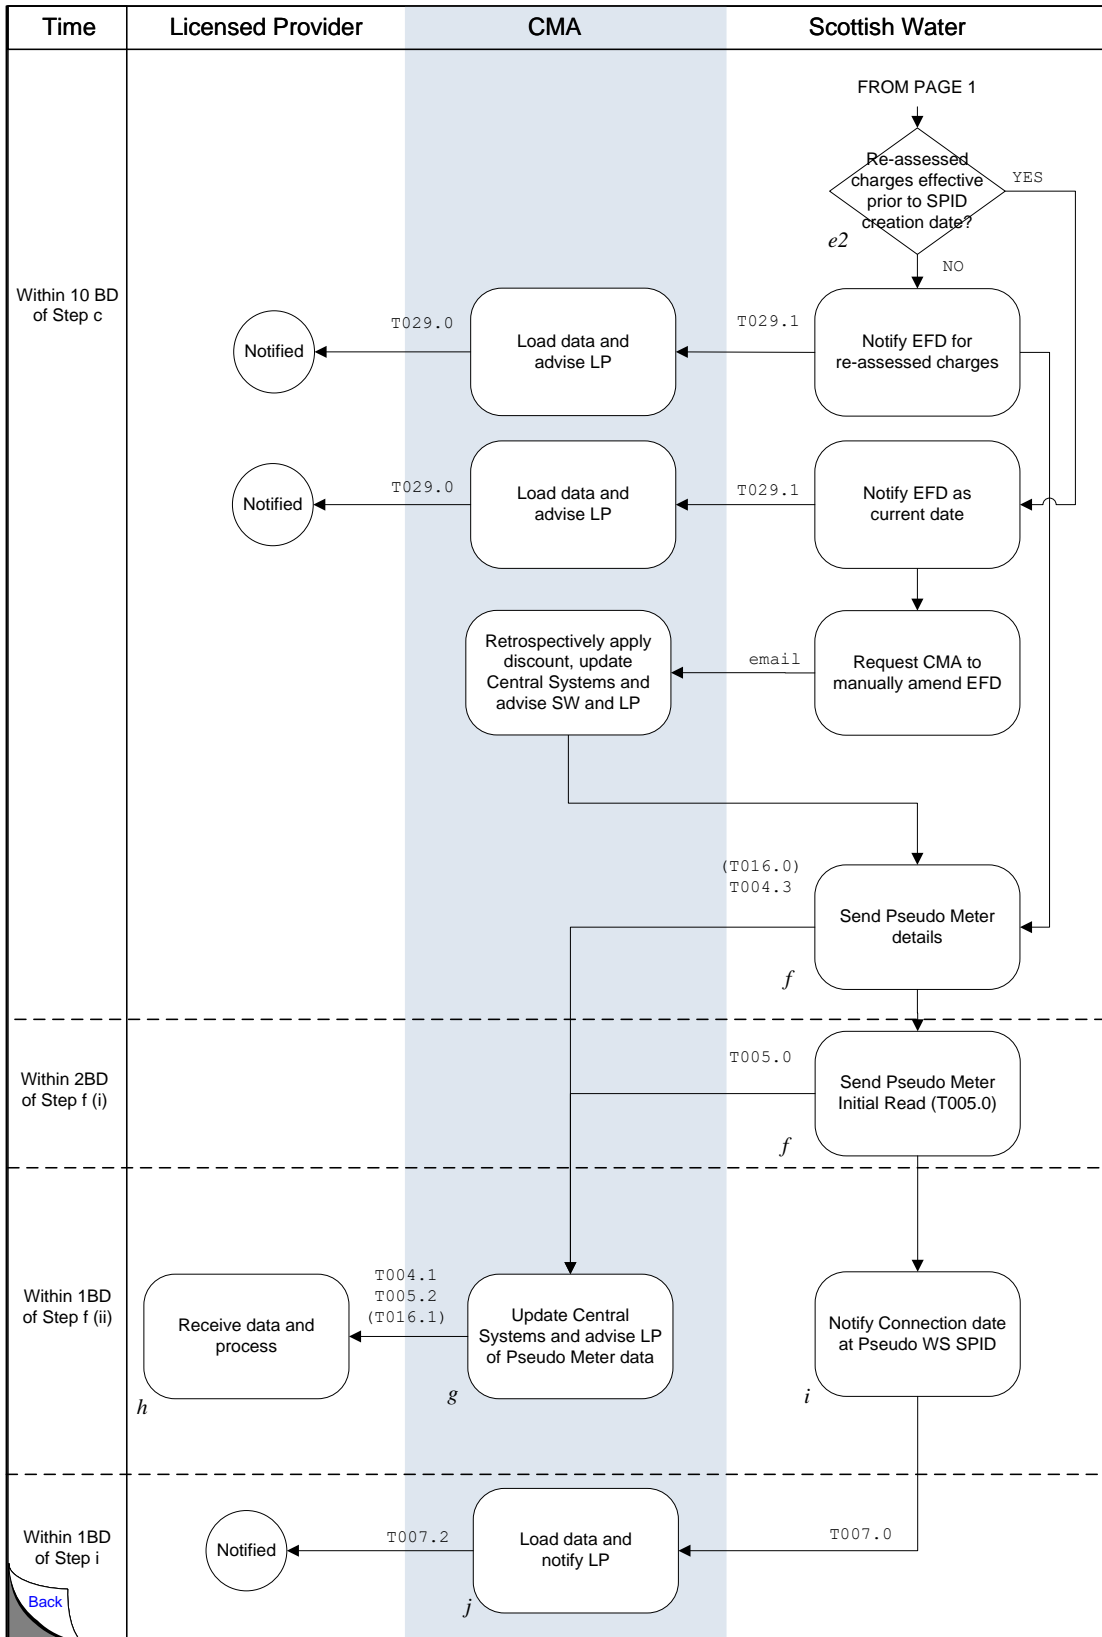 Time
Licensed Provider
CMA
Scottish Water
FROM PAGE 1
Re-assessed
charges effective
prior to SPID
creation date?
YES
e2
NO
Within 10 BD
of Step c
Notified
T029.0
Load data and
advise LP
T029.1
Notify EFD for
re-assessed charges
Notified
T029.0
Load data and
advise LP
T029.1
Notify EFD as
current date
Retrospectively apply
discount, update
Central Systems and
advise SW and LP
email
Request CMA to
manually amend EFD
(T016.0)
T004.3
Send Pseudo Meter
details
f
Within 2BD
of Step f (i)
T005.0
Send Pseudo Meter
Initial Read (T005.0)
f
Within 1BD
of Step f (ii)
Receive data and
process
h
T004.1
T005.2
(T016.1)
Update Central
Systems and advise LP
of Pseudo Meter data
g
Notify Connection date
at Pseudo WS SPID
i
Within 1BD
of Step i
Notified
T007.2
Load data and
notify LP
j
T007.0
Back